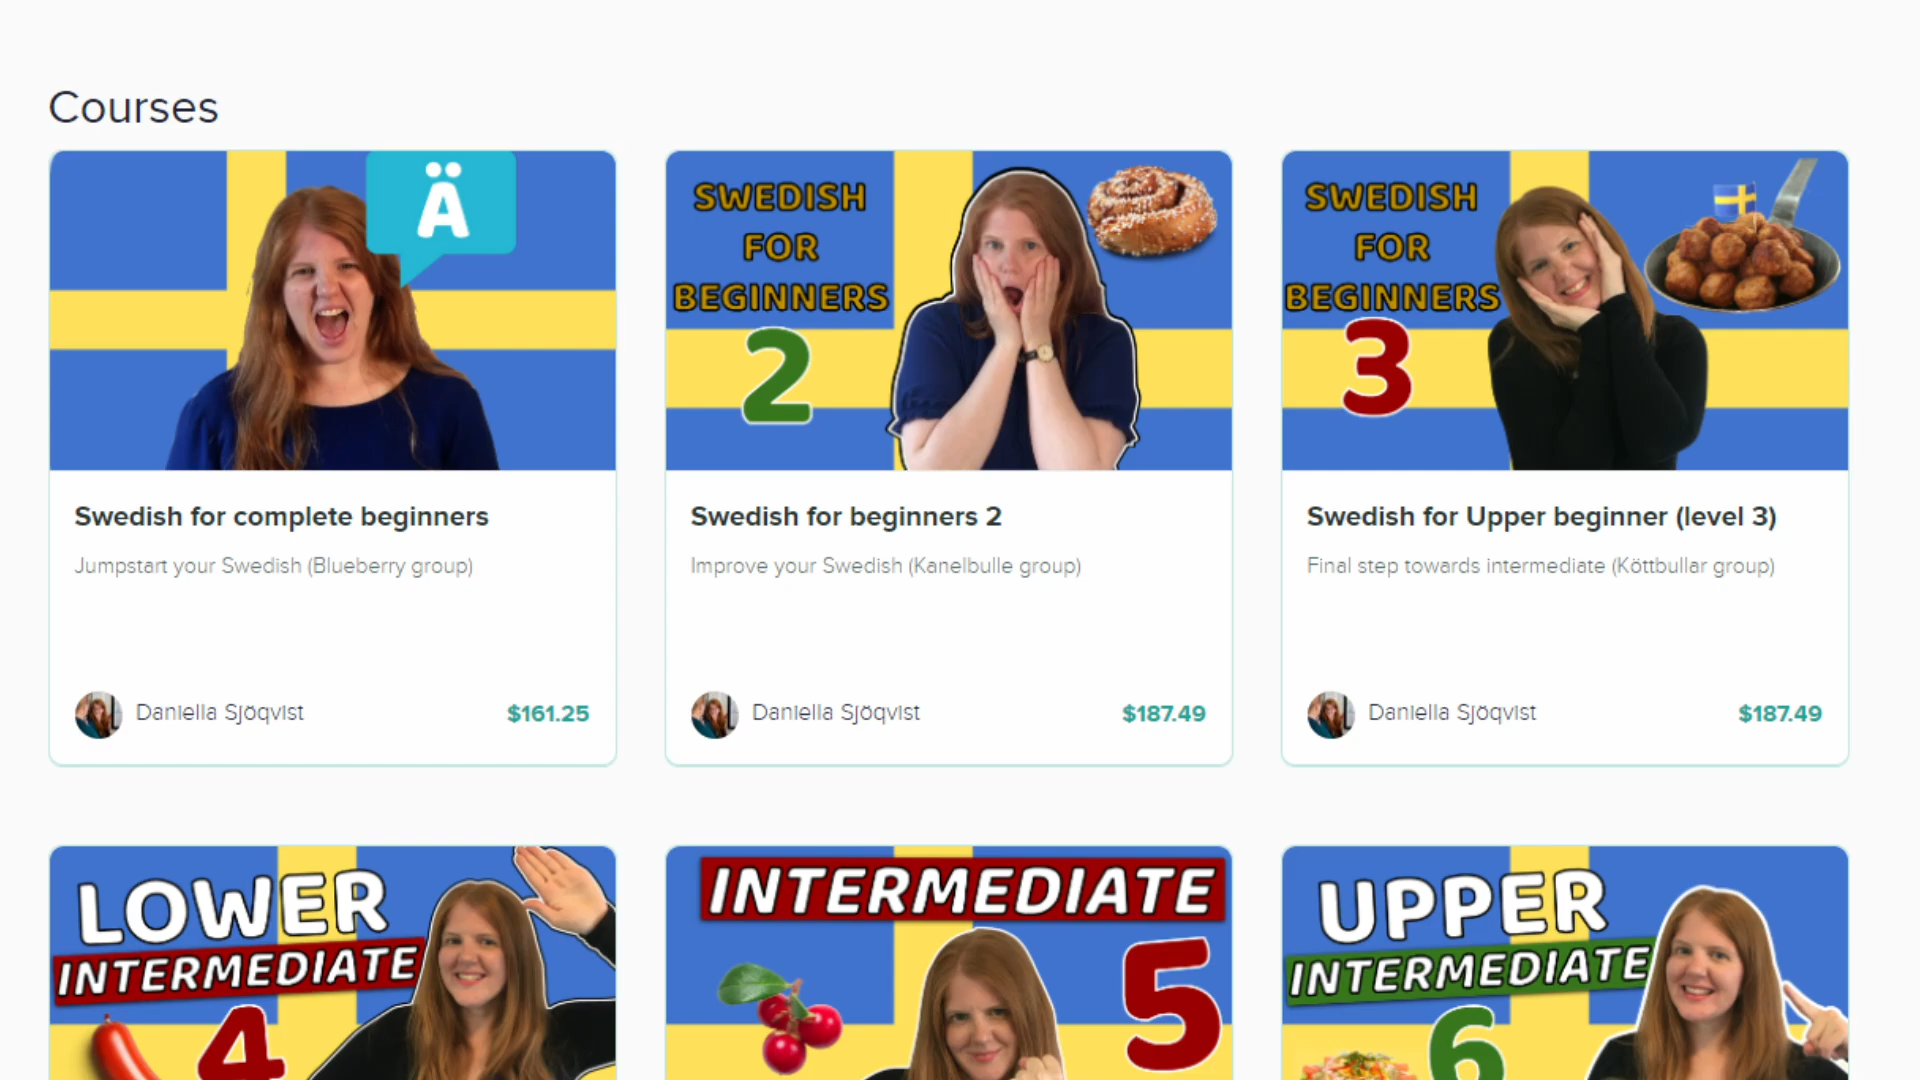 Courses
Ä
SWEDISH
FOR
BEGINNERS
2
SWEDISH
FOR
BEGINNERS
3
Swedish for complete beginners
Jumpstart your Swedish (Blueberry group)
Daniella Sjöqvist
$161.25
Swedish for beginners 2
Improve your Swedish (Kanelbulle group)
Daniella Sjöqvist
$187.49
Swedish for Upper beginner (level 3)
Final step towards intermediate (Köttbullar group)
Daniella Sjöqvist
$187.49
LOWER
INTERMEDIATE
4
INTERMEDIATE
5
UPPER
INTERMEDIATE
6